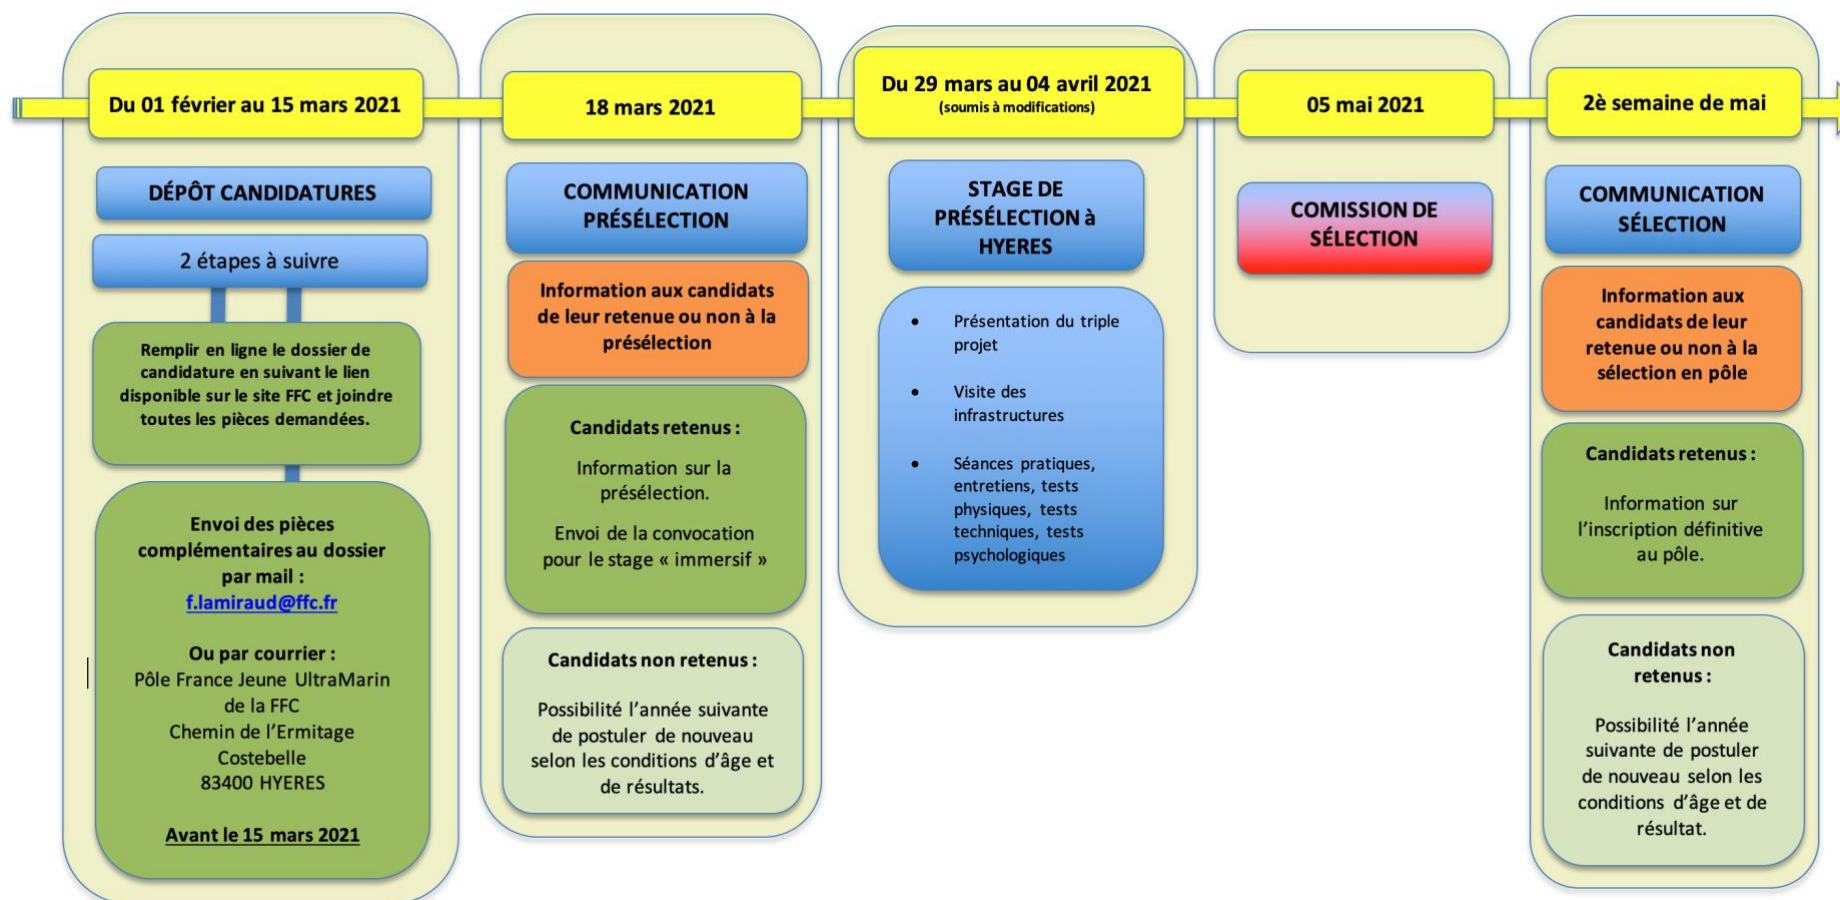 Du 01 février au 15 mars 2021
DÉPÔT CANDIDATURES
2 étapes à suivre
Remplir en ligne le dossier de
candidature en suivant le lien
disponible sur le site FFC et joindre
toutes les pièces demandées.
Envoi des pièces
complémentaires au dossier
par mail :
f.lamiraud@ffc.fr
Ou par courrier :
Pôle France Jeune UltraMarin
de la FFC
Chemin de l'Ermitage
Costebelle
83400 HYERES
Avant le 15 mars 2021
18 mars 2021
COMMUNICATION
PRÉSÉLECTION
Information aux candidats
de leur retenue ou non à la
présélection
Candidats retenus :
Information sur la
présélection.
Envoi de la convocation
pour le stage « immersif »
Candidats non retenus :
Possibilité l'année suivante
de postuler de nouveau
selon les conditions d'âge et
de résultats.
Du 29 mars au 04 avril 2021
(soumis à modifications)
STAGE DE
PRÉSÉLECTION à
HYERES
• Présentation du triple
projet
• Visite des
infrastructures
• Séances pratiques,
entretiens, tests
physiques, tests
techniques, tests
psychologiques
05 mai 2021
COMISSION DE
SÉLECTION
2è semaine de mai
COMMUNICATION
SÉLECTION
Information aux
candidats de leur
retenue ou non à la
sélection en pôle
Candidats retenus :
Information sur
l'inscription définitive
au pôle.
Candidats non
retenus :
Possibilité l'année
suivante de postuler
de nouveau selon les
conditions d'âge et de
résultat.